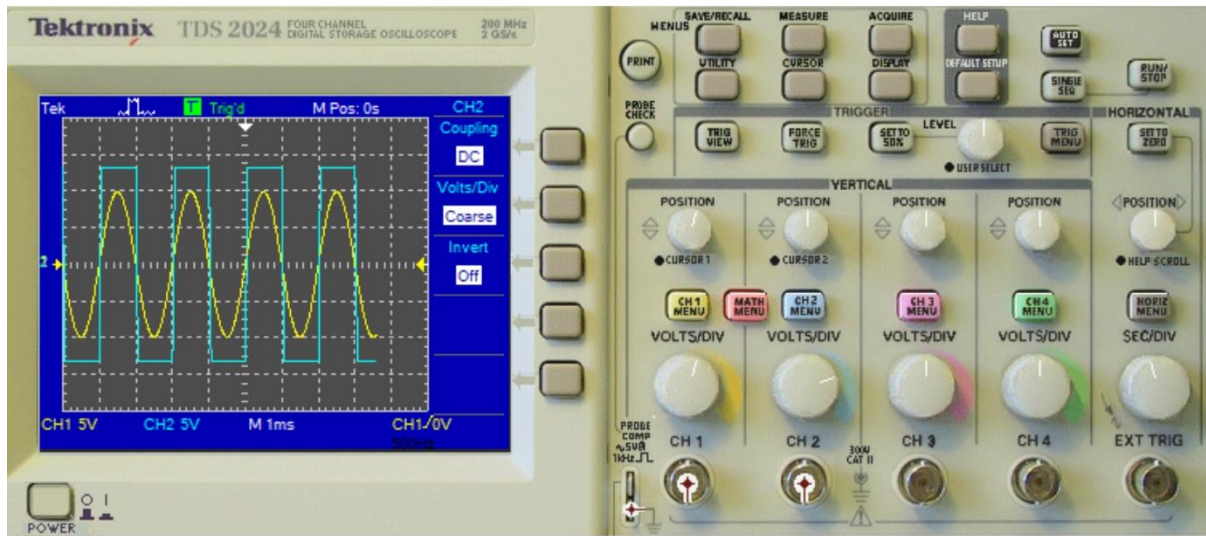 Tektronix TDS 2024 FOUR CHANNEL DIGITAL STORAGE OSCILLOSCOPE 200 MHz 2 GS/s
Tek T Trig'd M Pos: 0s CH2
Coupling
DC
Volts/Div
Coarse
Invert
Off
2
CH1 5V CH2 5V M 1ms CH1 0V
500Hz
POWER
MENUS
SAVE/RECALL MEASURE ACQUIRE HELP
AUTO SET
PRINT
UTILITY CURSOR DISPLAY DEFAULT SETUP
SINGLE SEQ
RUN/ STOP
PROBE CHECK
TRIGGER
HORIZONTAL
TRIG VIEW
FORCE TRIG
SET TO 50%
LEVEL
USER SELECT
TRIG MENU
SET TO ZERO
VERTICAL
POSITION POSITION POSITION POSITION POSITION
CURSOR 1 CURSOR 2 HELP SCROLL
CH 1 MENU
MATH MENU
CH 2 MENU
CH 3 MENU
CH 4 MENU
HORIZ MENU
VOLTS/DIV VOLTS/DIV VOLTS/DIV VOLTS/DIV SEC/DIV
PROBE COMP
~5V@
1kHz
CH 1 CH 2 CH 3 CH 4 EXT TRIG
300V
CAT II